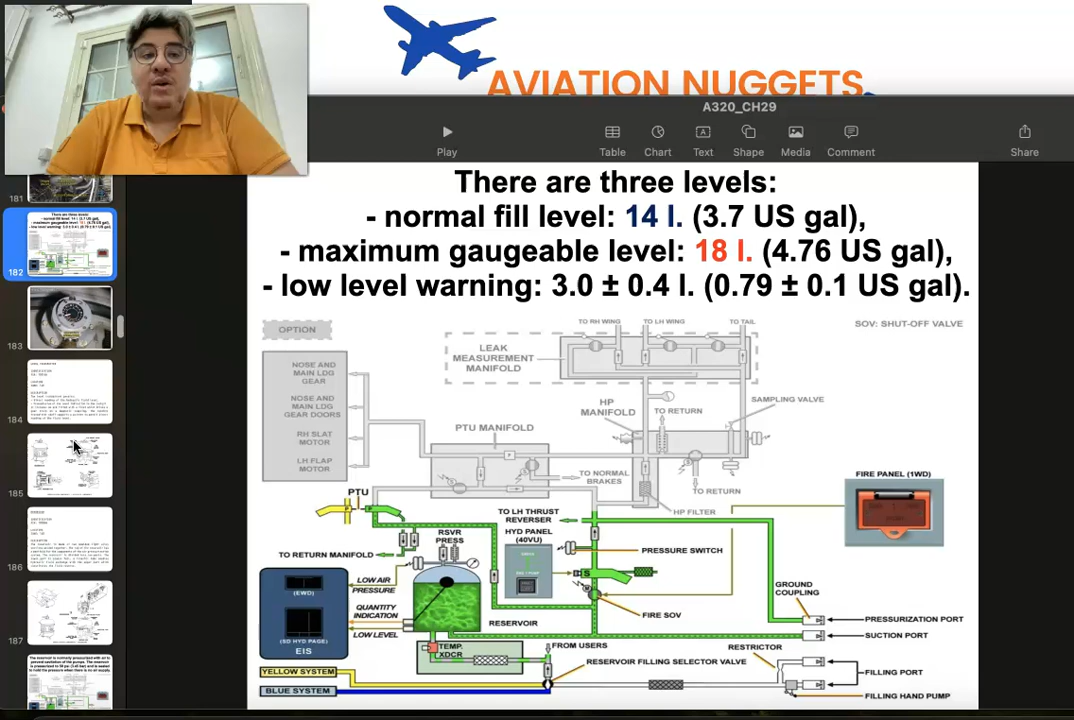 AVIATION NUGGETS
A320_CH29
Play
Table
Chart
Text
Shape
Media
Comment
Share
181
182
183
184
185
186
187
There are three levels:
- normal fill level: 14 l. (3.7 US gal),
- maximum gaugeable level: 18 l. (4.76 US gal),
- low level warning: 3.0 ± 0.4 l. (0.79 ± 0.1 US gal).
TO RH WING
TO LH WING
TO TAIL
SOV: SHUT-OFF VALVE
OPTION
LEAK
MEASUREMENT
MANIFOLD
NOSE AND
MAIN LDG
GEAR
NOSE AND
MAIN LDG
GEAR DOORS
RH SLAT
MOTOR
LH FLAP
MOTOR
HP
MANIFOLD
TO RETURN
SAMPLING VALVE
PTU MANIFOLD
TO NORMAL
BRAKES
TO RETURN
HP FILTER
FIRE PANEL (1WD)
PTU
TO LH THRUST
REVERSER
HYD PANEL
(40VU)
PRESSURE SWITCH
TO RETURN MANIFOLD
RSVR
PRESS
LOW AIR
PRESSURE
QUANTITY
INDICATION
LOW LEVEL
(EWD)
(SD HYD PAGE)
EIS
S
FIRE SOV
RESERVOIR
GROUND
COUPLING
PRESSURIZATION PORT
SUCTION PORT
TEMP.
XDCR
FROM USERS
RESTRICTOR
RESERVOIR FILLING SELECTOR VALVE
YELLOW SYSTEM
BLUE SYSTEM
FILLING PORT
FILLING HAND PUMP